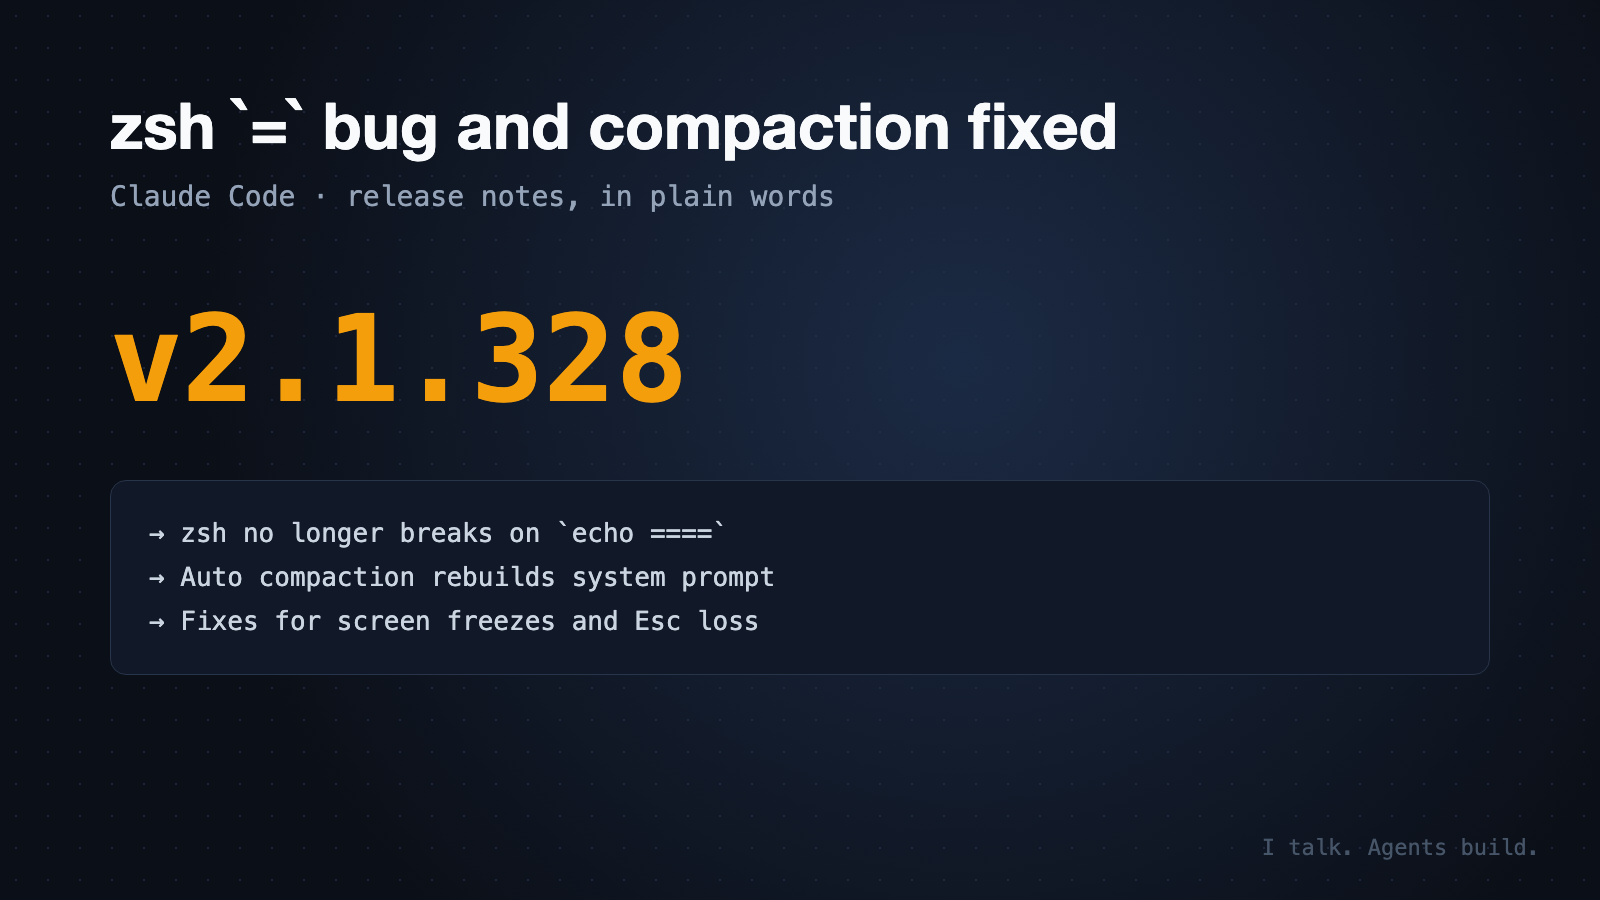 zsh `=` bug and compaction fixed
Claude Code · release notes, in plain words
v2.1.328
→ zsh no longer breaks on `echo ====`
→ Auto compaction rebuilds system prompt
→ Fixes for screen freezes and Esc loss
I talk. Agents build.